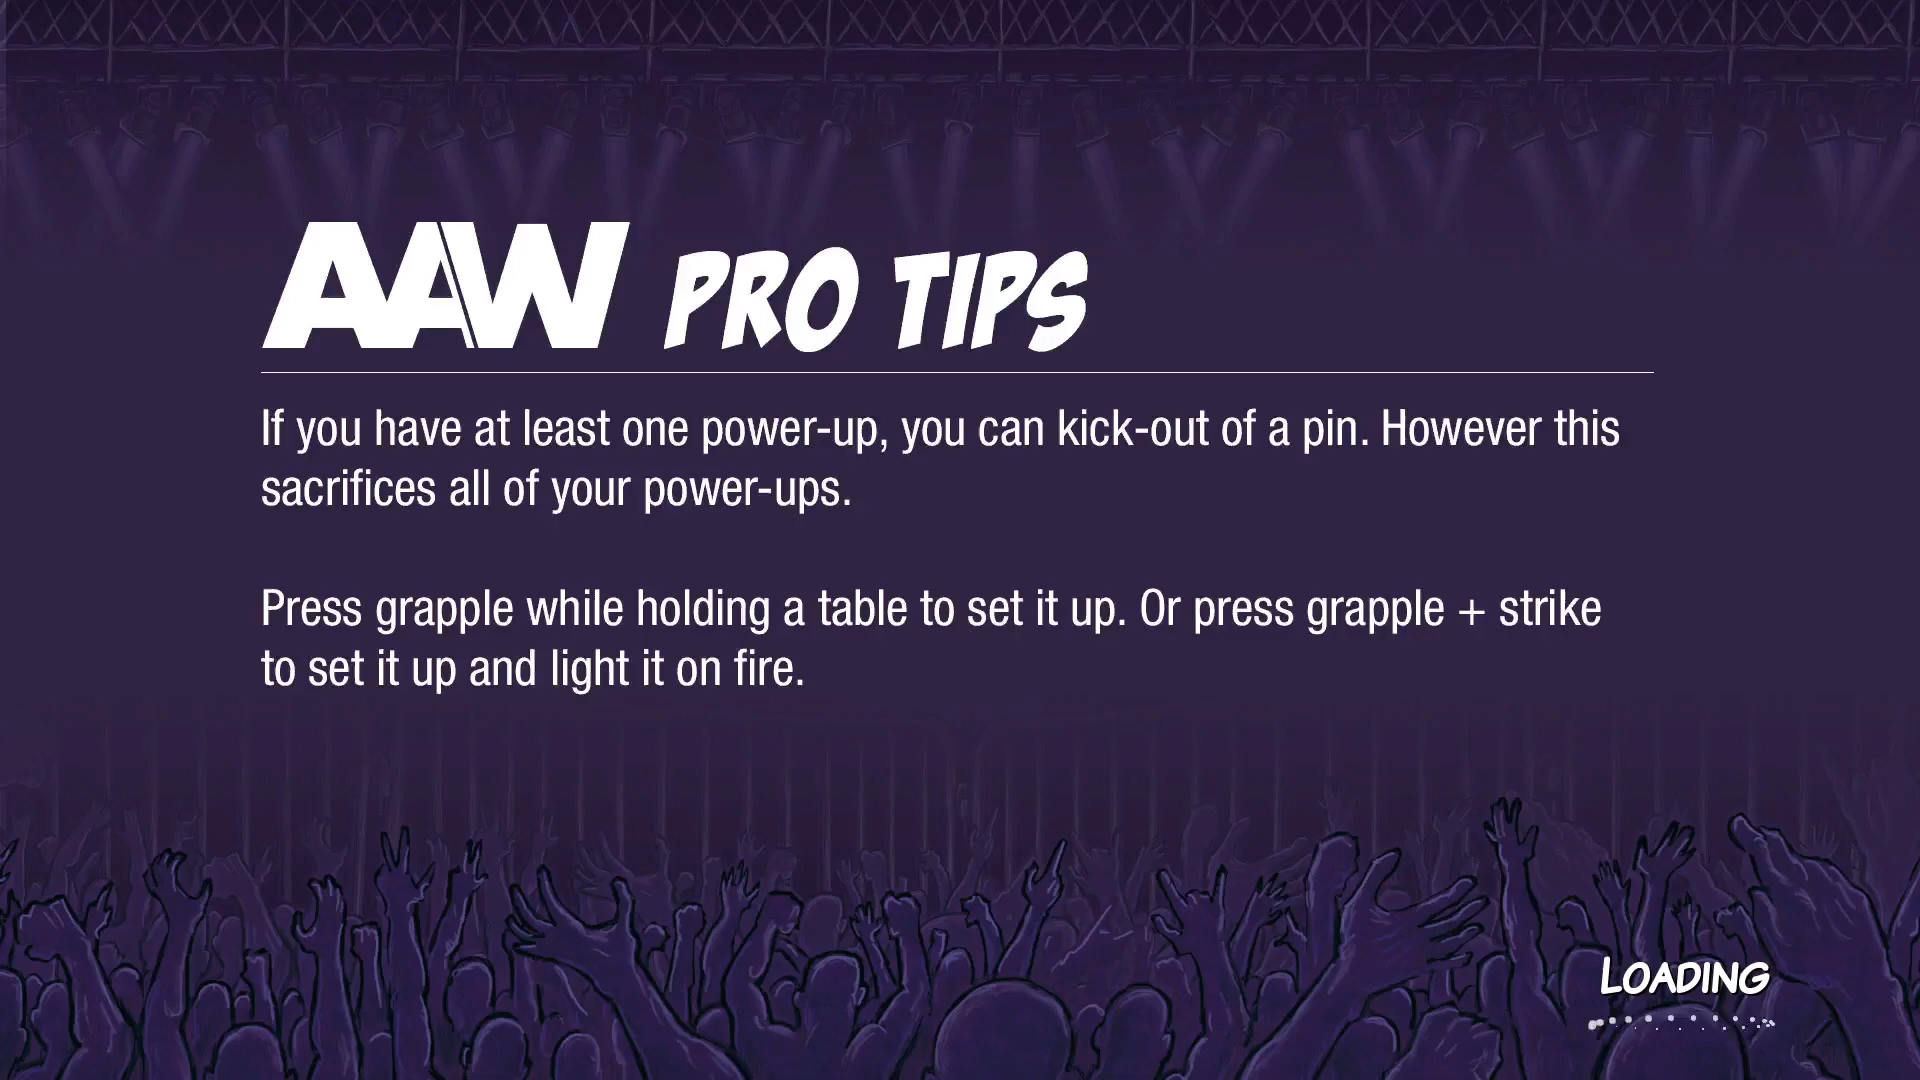 AAW PRO TIPS
If you have at least one power-up, you can kick-out of a pin. However this
sacrifices all of your power-ups.
Press grapple while holding a table to set it up. Or press grapple + strike
to set it up and light it on fire.
LOADING